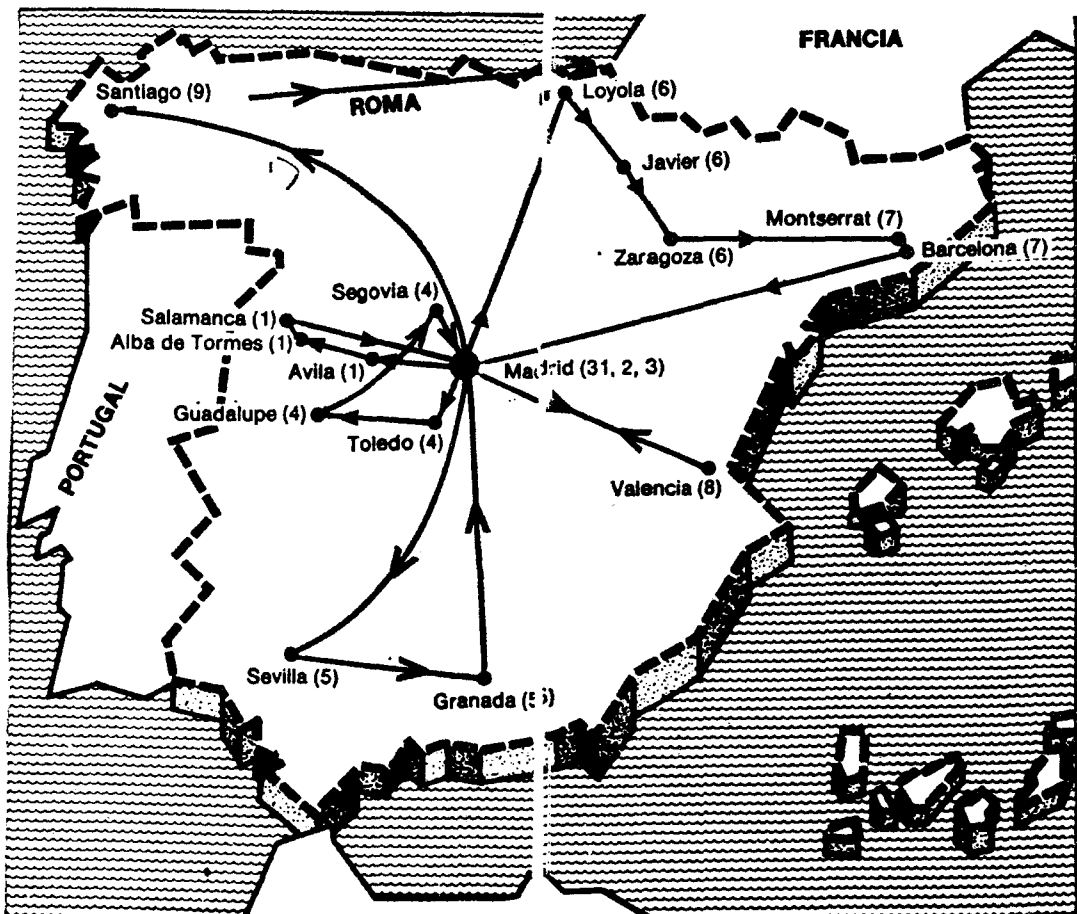 FRANCIA
Santiago (9)
ROMA
Loyola (6)
Javier (6)
Montserrat (7)
Zaragoza (6)
Barcelona (7)
Segovia (4)
Salamanca (1)
Alba de Tormes (1)
Avila (1)
Madrid (31, 2, 3)
Guadalupe (4)
Toledo (4)
PORTUGAL
Valencia (8)
Sevilla (5)
Granada (5)